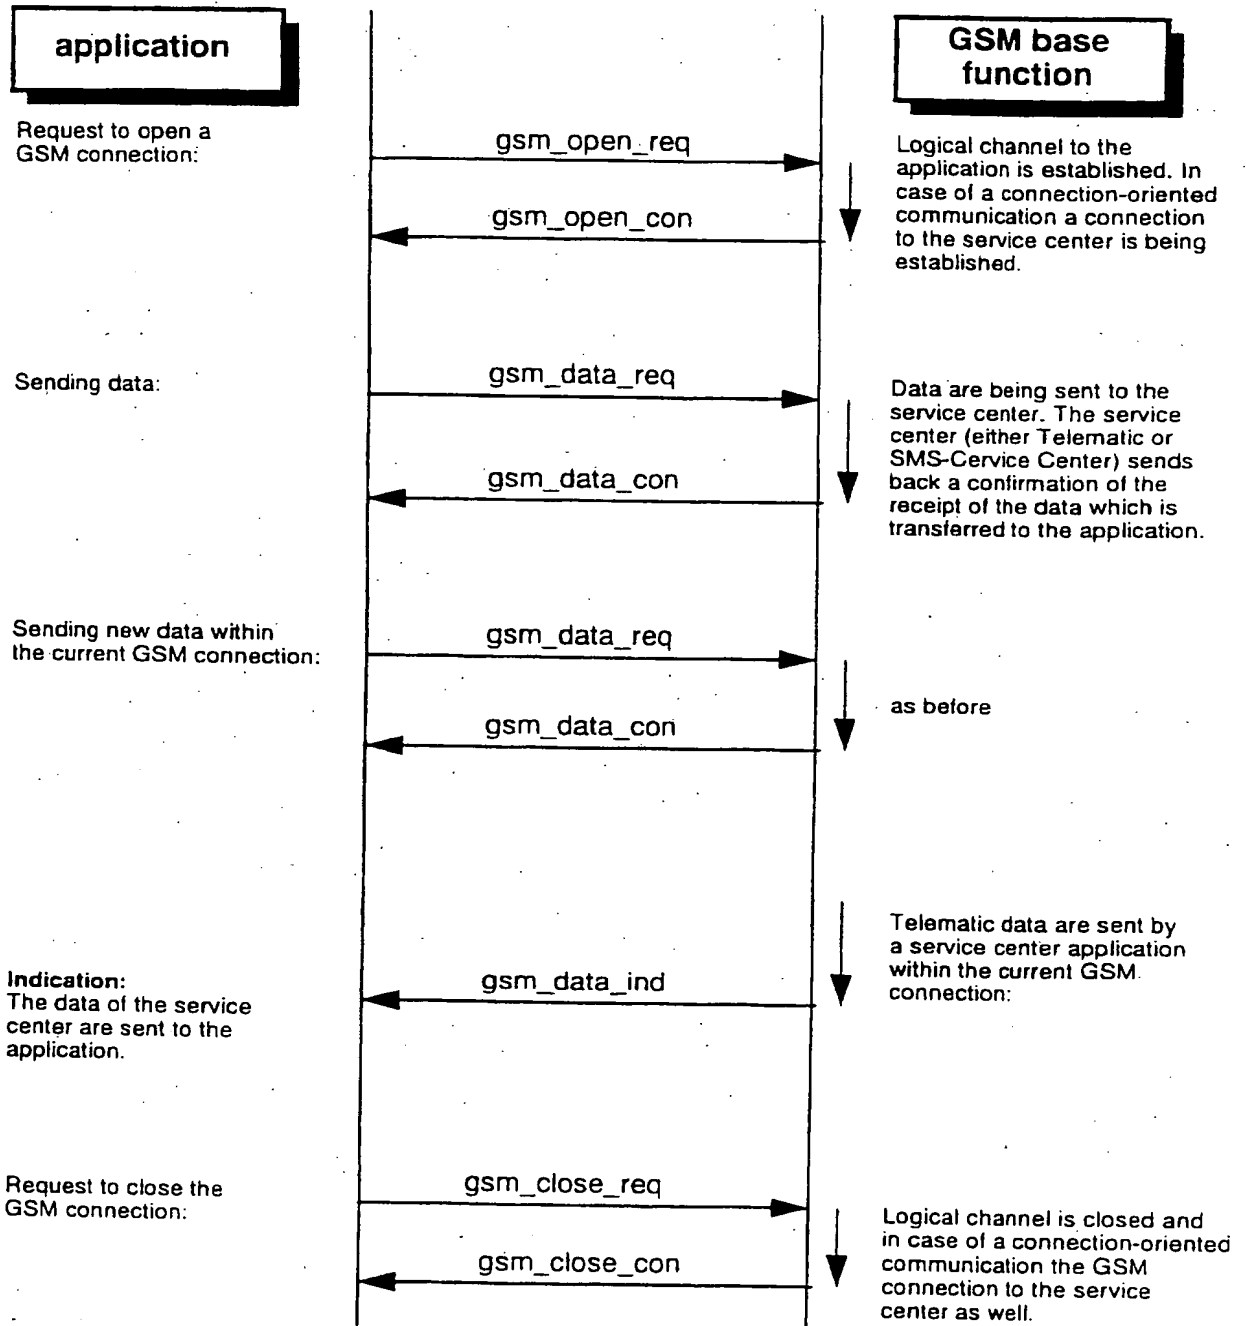 application
GSM base
function
Request to open a
GSM connection:
gsm_open_req
gsm_open_con
Logical channel to the
application is established. In
case of a connection-oriented
communication a connection
to the service center is being
established.
Sending data:
gsm_data_req
gsm_data_con
Data are being sent to the
service center. The service
center (either Telematic or
SMS-Cervice Center) sends
back a confirmation of the
receipt of the data which is
transferred to the application.
Sending new data within
the current GSM connection:
gsm_data_req
gsm_data_con
as before
Telematic data are sent by
a service center application
within the current GSM
connection:
Indication:
The data of the service
center are sent to the
application.
gsm_data_ind
Request to close the
GSM connection:
gsm_close_req
gsm_close_con
Logical channel is closed and
in case of a connection-oriented
communication the GSM
connection to the service
center as well.